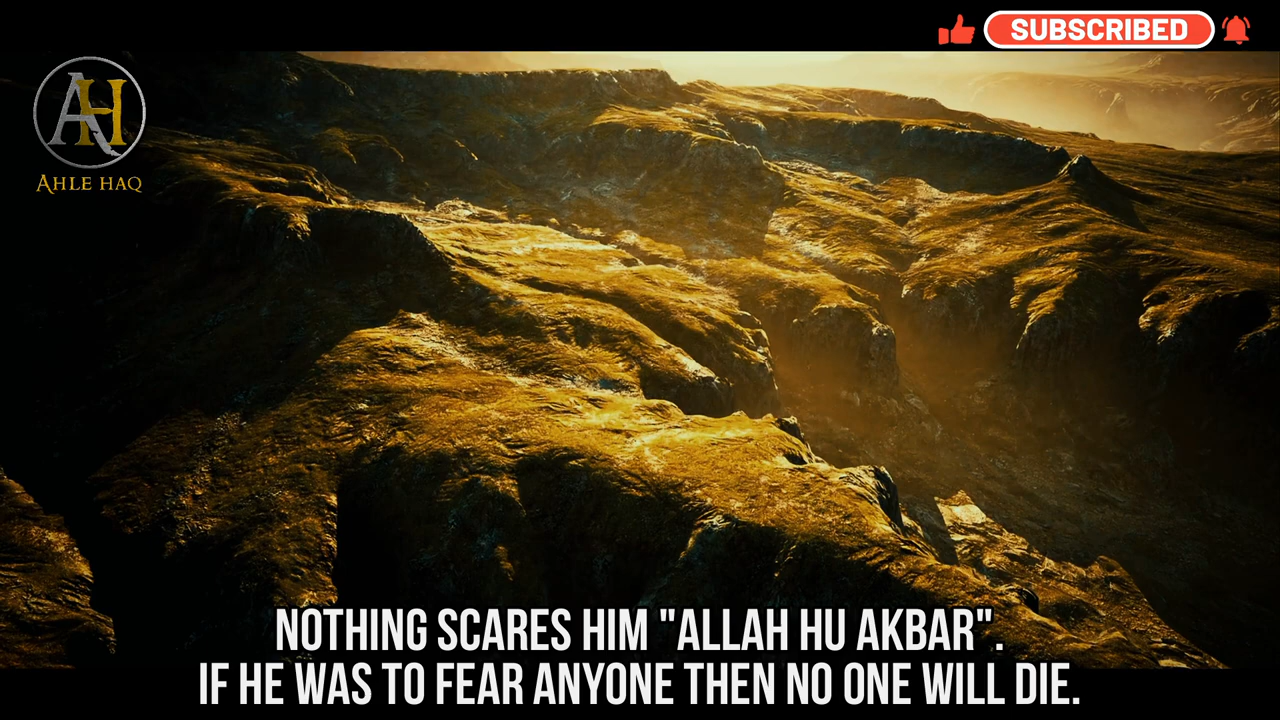 SUBSCRIBED
AH
AHLE HAQ
NOTHING SCARES HIM "ALLAH HU AKBAR".
IF HE WAS TO FEAR ANYONE THEN NO ONE WILL DIE.